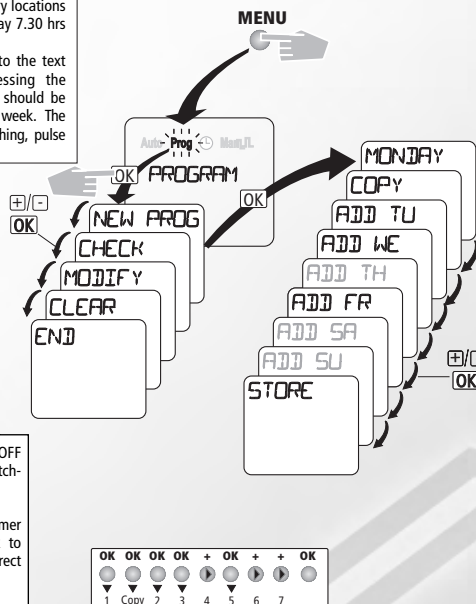 y locations
ay 7.30 hrs
to the text
essing the
should be
week. The
hing, pulse
MENU
Auto Prog Man./L
PROGRAM
OK
OK
+/-
OK
NEW PROG
CHECK
MODIFY
CLEAR
END
MONDAY
COPY
ADD TU
ADD WE
ADD TH
ADD FR
ADD SA
ADD SU
STORE
+/
OK
OFF
tch-
mer
to
rect
OK OK OK OK + OK + + OK
1 Copy 2 3 4 5 6 7